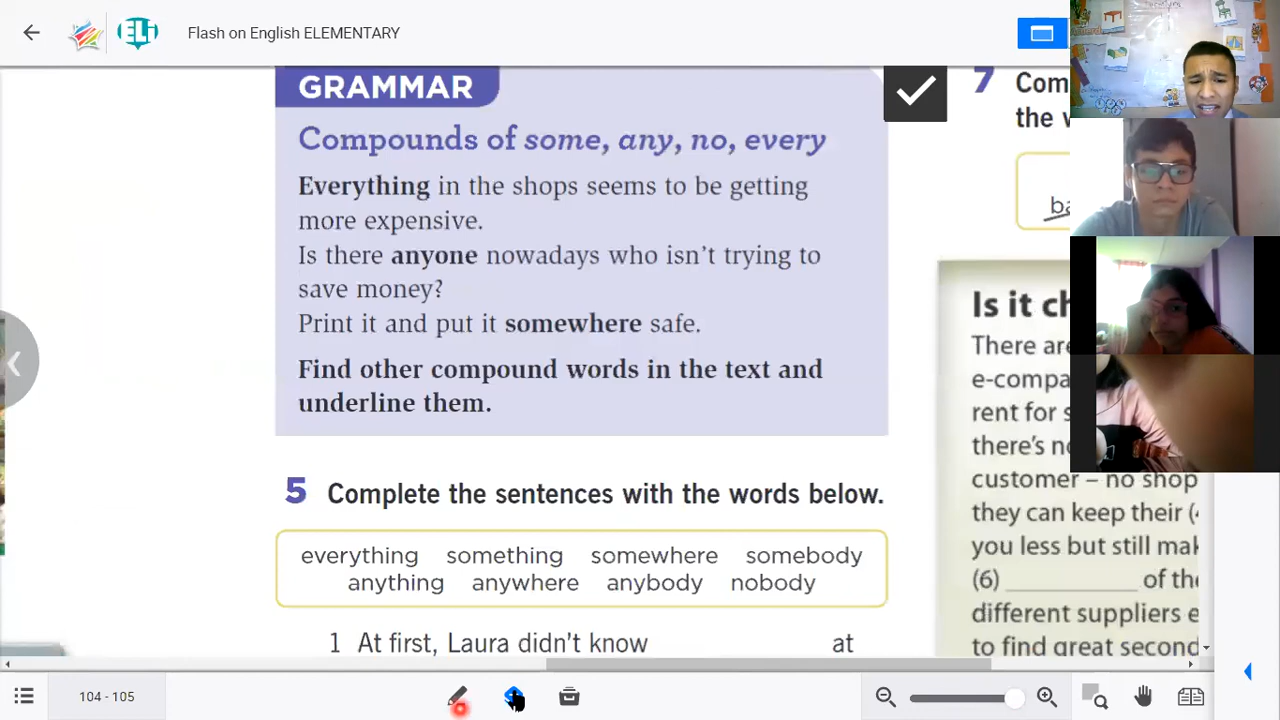 ELi
Flash on English ELEMENTARY
GRAMMAR
Compounds of some, any, no, every
Everything in the shops seems to be getting
more expensive.
Is there anyone nowadays who isn't trying to
save money?
Print it and put it somewhere safe.
Find other compound words in the text and
underline them.
5 Complete the sentences with the words below.
everything something somewhere somebody
anything anywhere anybody nobody
1 At first, Laura didn't know at
7 Com
the w
ba
Is it ch
There are
e-compa
rent for s
there's no
customer – no shop
they can keep their (
you less but still mak
(6) ________ of the
different suppliers e
to find great second
104 - 105